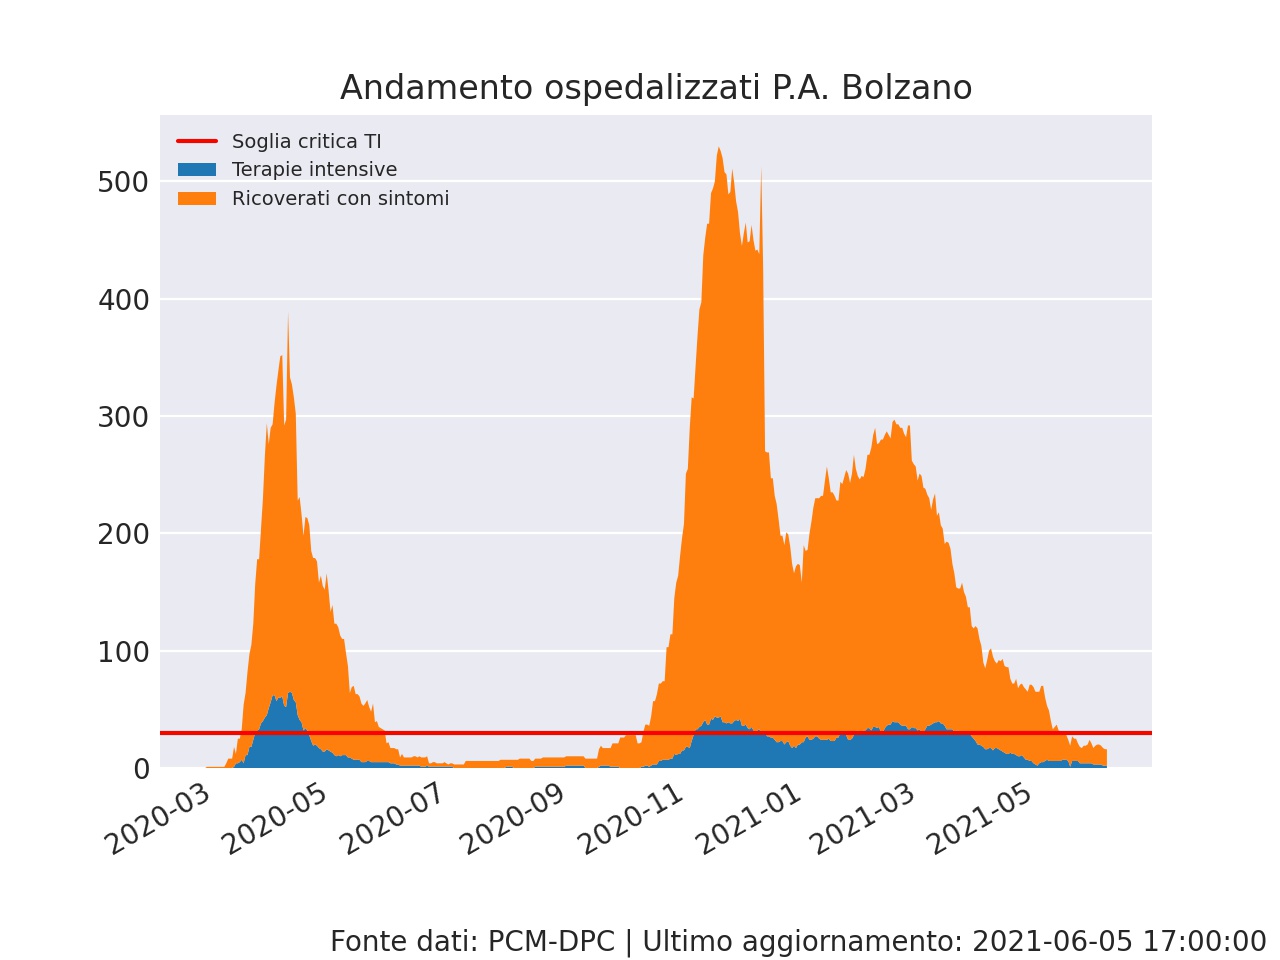 Andamento ospedalizzati P.A. Bolzano
Soglia critica TI
Terapie intensive
Ricoverati con sintomi
500
400
300
200
100
0
2020-03
2020-05
2020-07
2020-09
2020-11
2021-01
2021-03
2021-05
Fonte dati: PCM-DPC | Ultimo aggiornamento: 2021-06-05 17:00:00